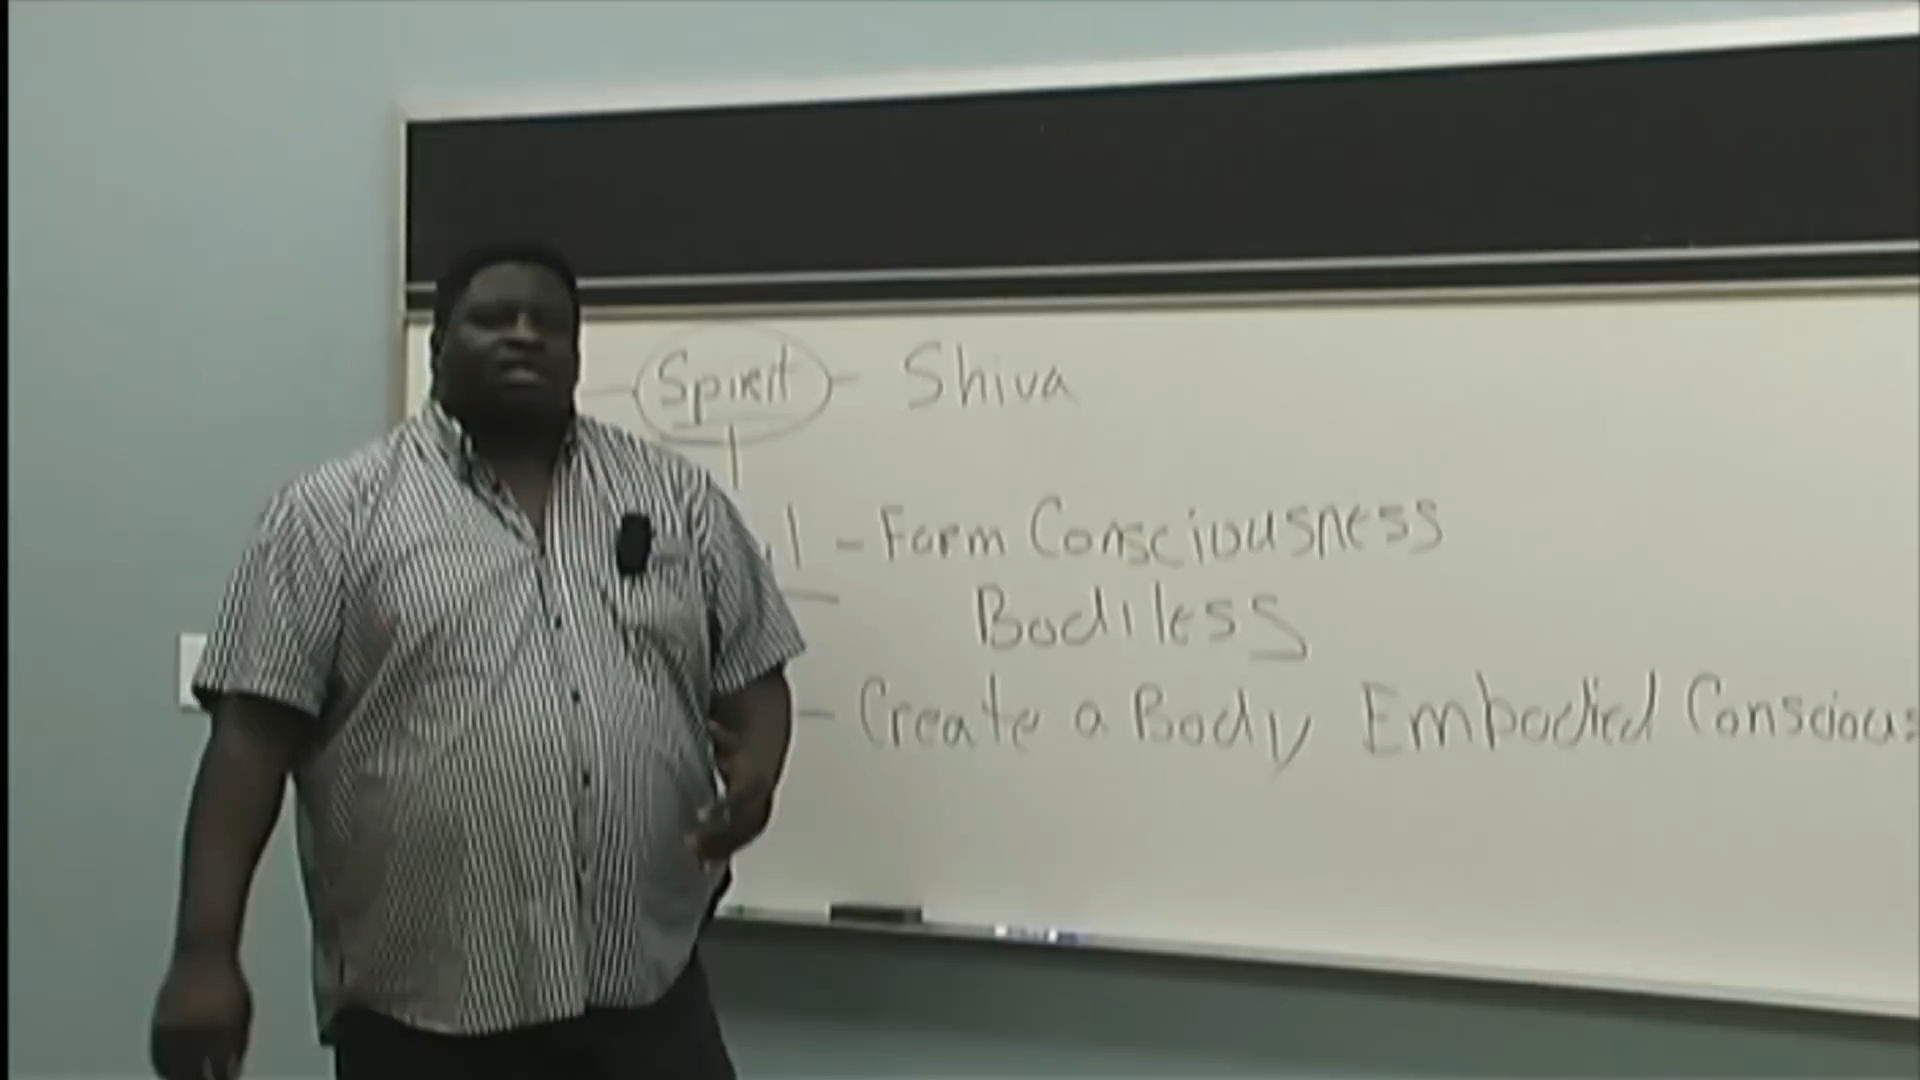 Spirit - Shiva
l - Form Consciousness
Bodiless
- Create a Body Embodied Conscious